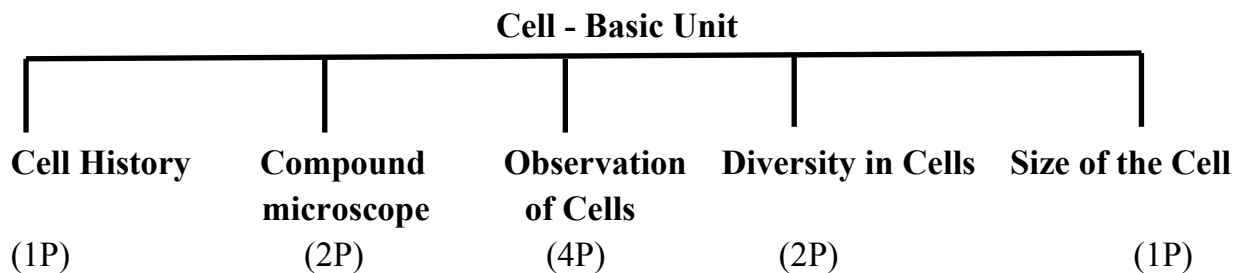 Cell - Basic Unit
Cell History Compound Observation Diversity in Cells Size of the Cell
microscope of Cells
(1P) (2P) (4P) (2P) (1P)